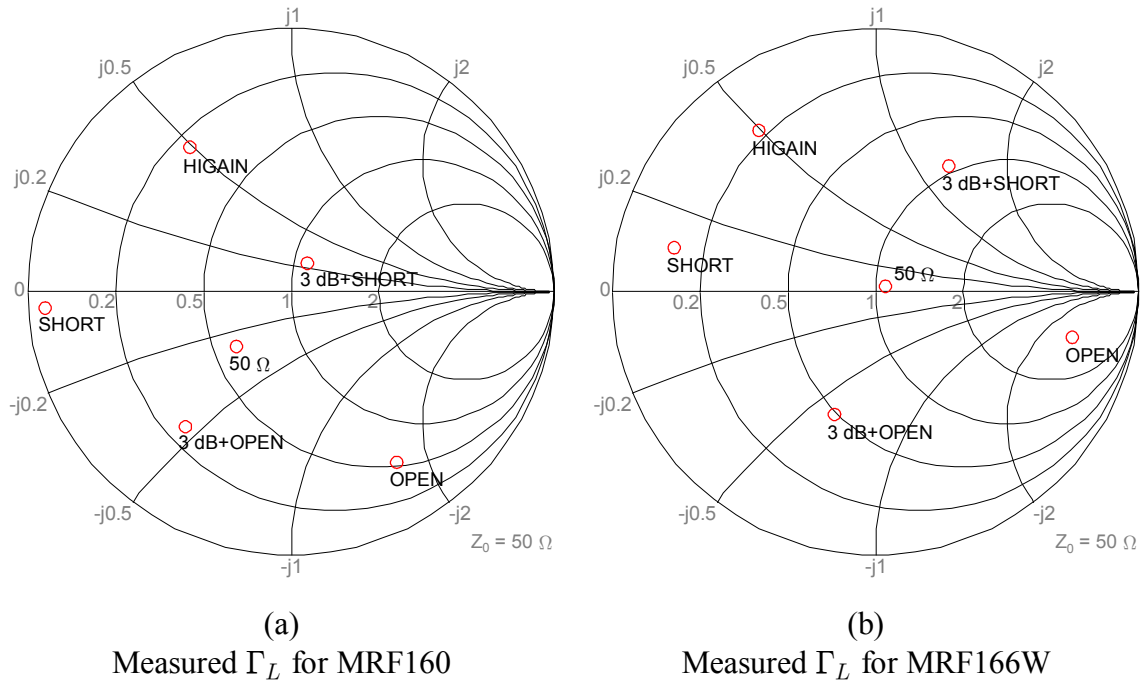 j1
j0.5
j2
j0.2
HIGAIN
3 dB+SHORT
0
0.2
0.5
1
2
SHORT
50 Ω
-j0.2
3 dB+OPEN
OPEN
-j0.5
-j2
Z0 = 50 Ω
-j1
(a)
Measured ΓL for MRF160
j1
j0.5
j2
HIGAIN
3 dB+SHORT
j0.2
SHORT
50 Ω
0
0.2
0.5
1
2
OPEN
-j0.2
3 dB+OPEN
-j0.5
-j2
Z0 = 50 Ω
-j1
(b)
Measured ΓL for MRF166W